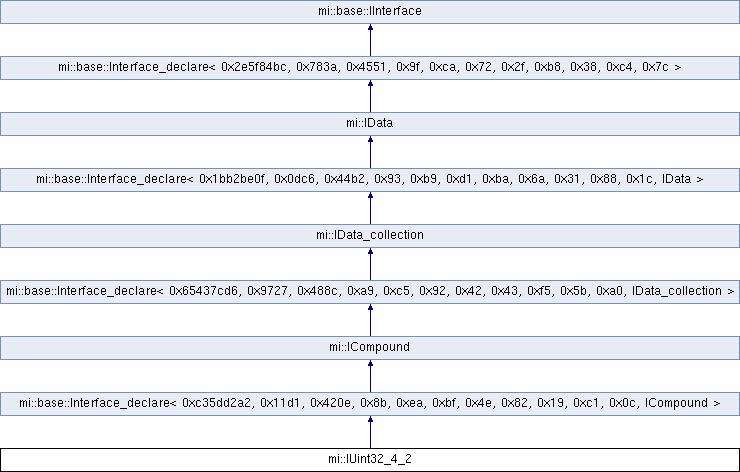 mi::base::IInterface
mi::base::Interface_declare< 0x2e5f84bc, 0x783a, 0x4551, 0x9f, 0xca, 0x72, 0x2f, 0xb8, 0x38, 0xc4, 0x7c >
mi::IData
mi::base::Interface_declare< 0x1bb2be0f, 0x0dc6, 0x44b2, 0x93, 0xb9, 0xd1, 0xba, 0x6a, 0x31, 0x88, 0x1c, IData >
mi::IData_collection
mi::base::Interface_declare< 0x65437cd6, 0x9727, 0x488c, 0xa9, 0xc5, 0x92, 0x42, 0x43, 0xf5, 0x5b, 0xa0, IData_collection >
mi::ICompound
mi::base::Interface_declare< 0xc35dd2a2, 0x11d1, 0x420e, 0x8b, 0xea, 0xbf, 0x4e, 0x82, 0x19, 0xc1, 0x0c, ICompound >
mi::IUint32_4_2